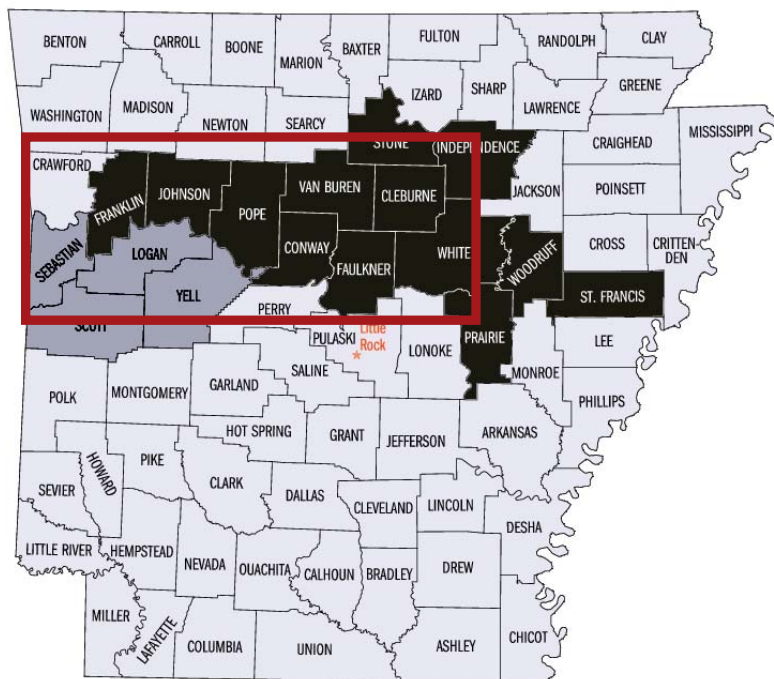 BENTON
CARROLL
BOONE
MARION
BAXTER
FULTON
RANDOLPH
CLAY
WASHINGTON
MADISON
NEWTON
SEARCY
IZARD
SHARP
LAWRENCE
GREENE
STONE
INDEPENDENCE
CRAIGHEAD
MISSISSIPPI
CRAWFORD
FRANKLIN
JOHNSON
POPE
VAN BUREN
CLEBURNE
JACKSON
POINSETT
SEBASTIAN
LOGAN
CONWAY
FAULKNER
WHITE
WOODRUFF
CROSS
CRITTEN-
DEN
YELL
ST. FRANCIS
SCOTT
PERRY
PULASKI
Little
Rock
LONOKE
PRAIRIE
LEE
POLK
MONTGOMERY
GARLAND
SALINE
MONROE
PHILLIPS
HOT SPRING
GRANT
JEFFERSON
ARKANSAS
HOWARD
PIKE
CLARK
SEVIER
DALLAS
CLEVELAND
LINCOLN
DESHA
LITTLE RIVER
HEMPSTEAD
NEVADA
OUACHITA
CALHOUN
BRADLEY
DREW
MILLER
LAFAYETTE
COLUMBIA
UNION
ASHLEY
CHICOT